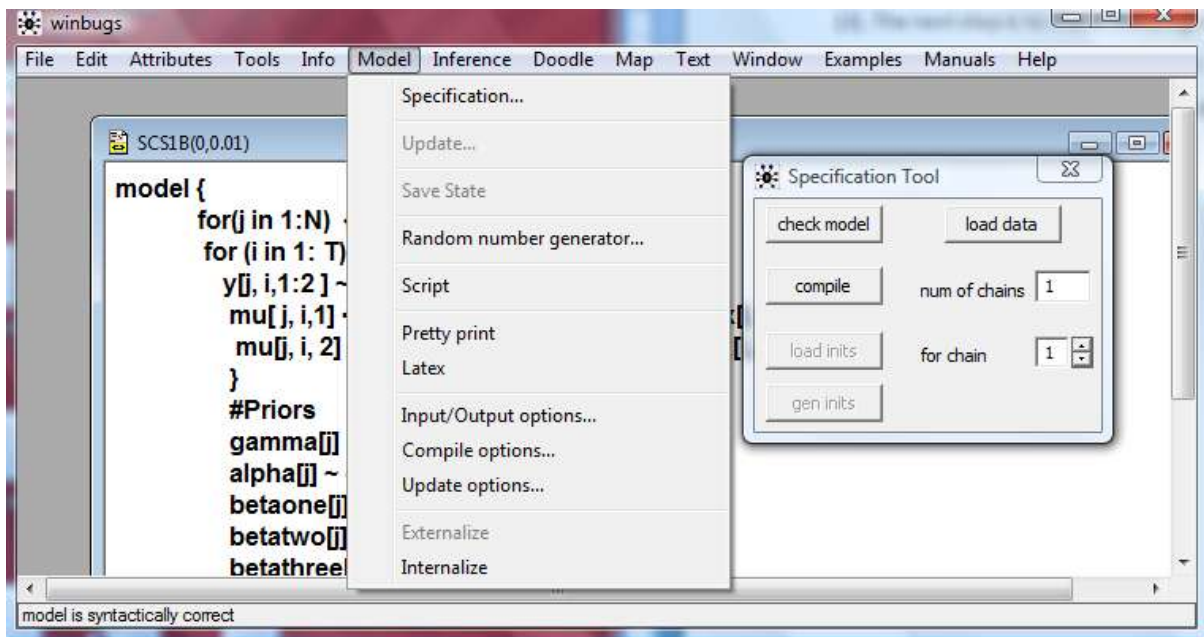 winbugs
File Edit Attributes Tools Info Model Inference Doodle Map Text Window Examples Manuals Help
Specification...
Update...
Save State
Random number generator...
Script
Pretty print
Latex
Input/Output options...
Compile options...
Update options...
Externalize
Internalize
SCS1B(0,0.01)
model {
for(j in 1:N)
for (i in 1: T)
y[j, i,1:2 ] ~
mu[ j, i,1]
mu[j, i, 2]
}
#Priors
gamma[j]
alpha[j] ~
betaone[j]
betatwo[j]
betathree
Specification Tool
check model load data
compile num of chains 1
load inits for chain 1
gen inits
model is syntactically correct